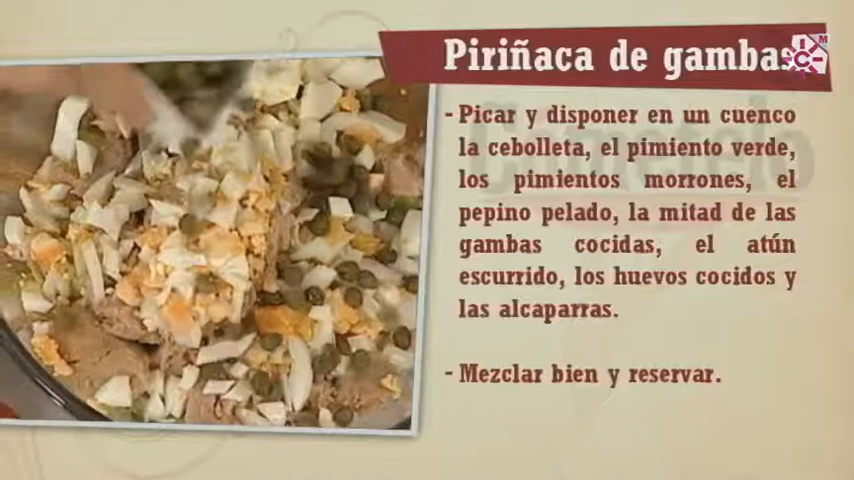 Piriñaca de gambas
- Picar y disponer en un cuenco
la cebolleta, el pimiento verde,
los pimientos morrones, el
pepino pelado, la mitad de las
gambas cocidas, el atún
escurrido, los huevos cocidos y
las alcaparras.
- Mezclar bien y reservar.